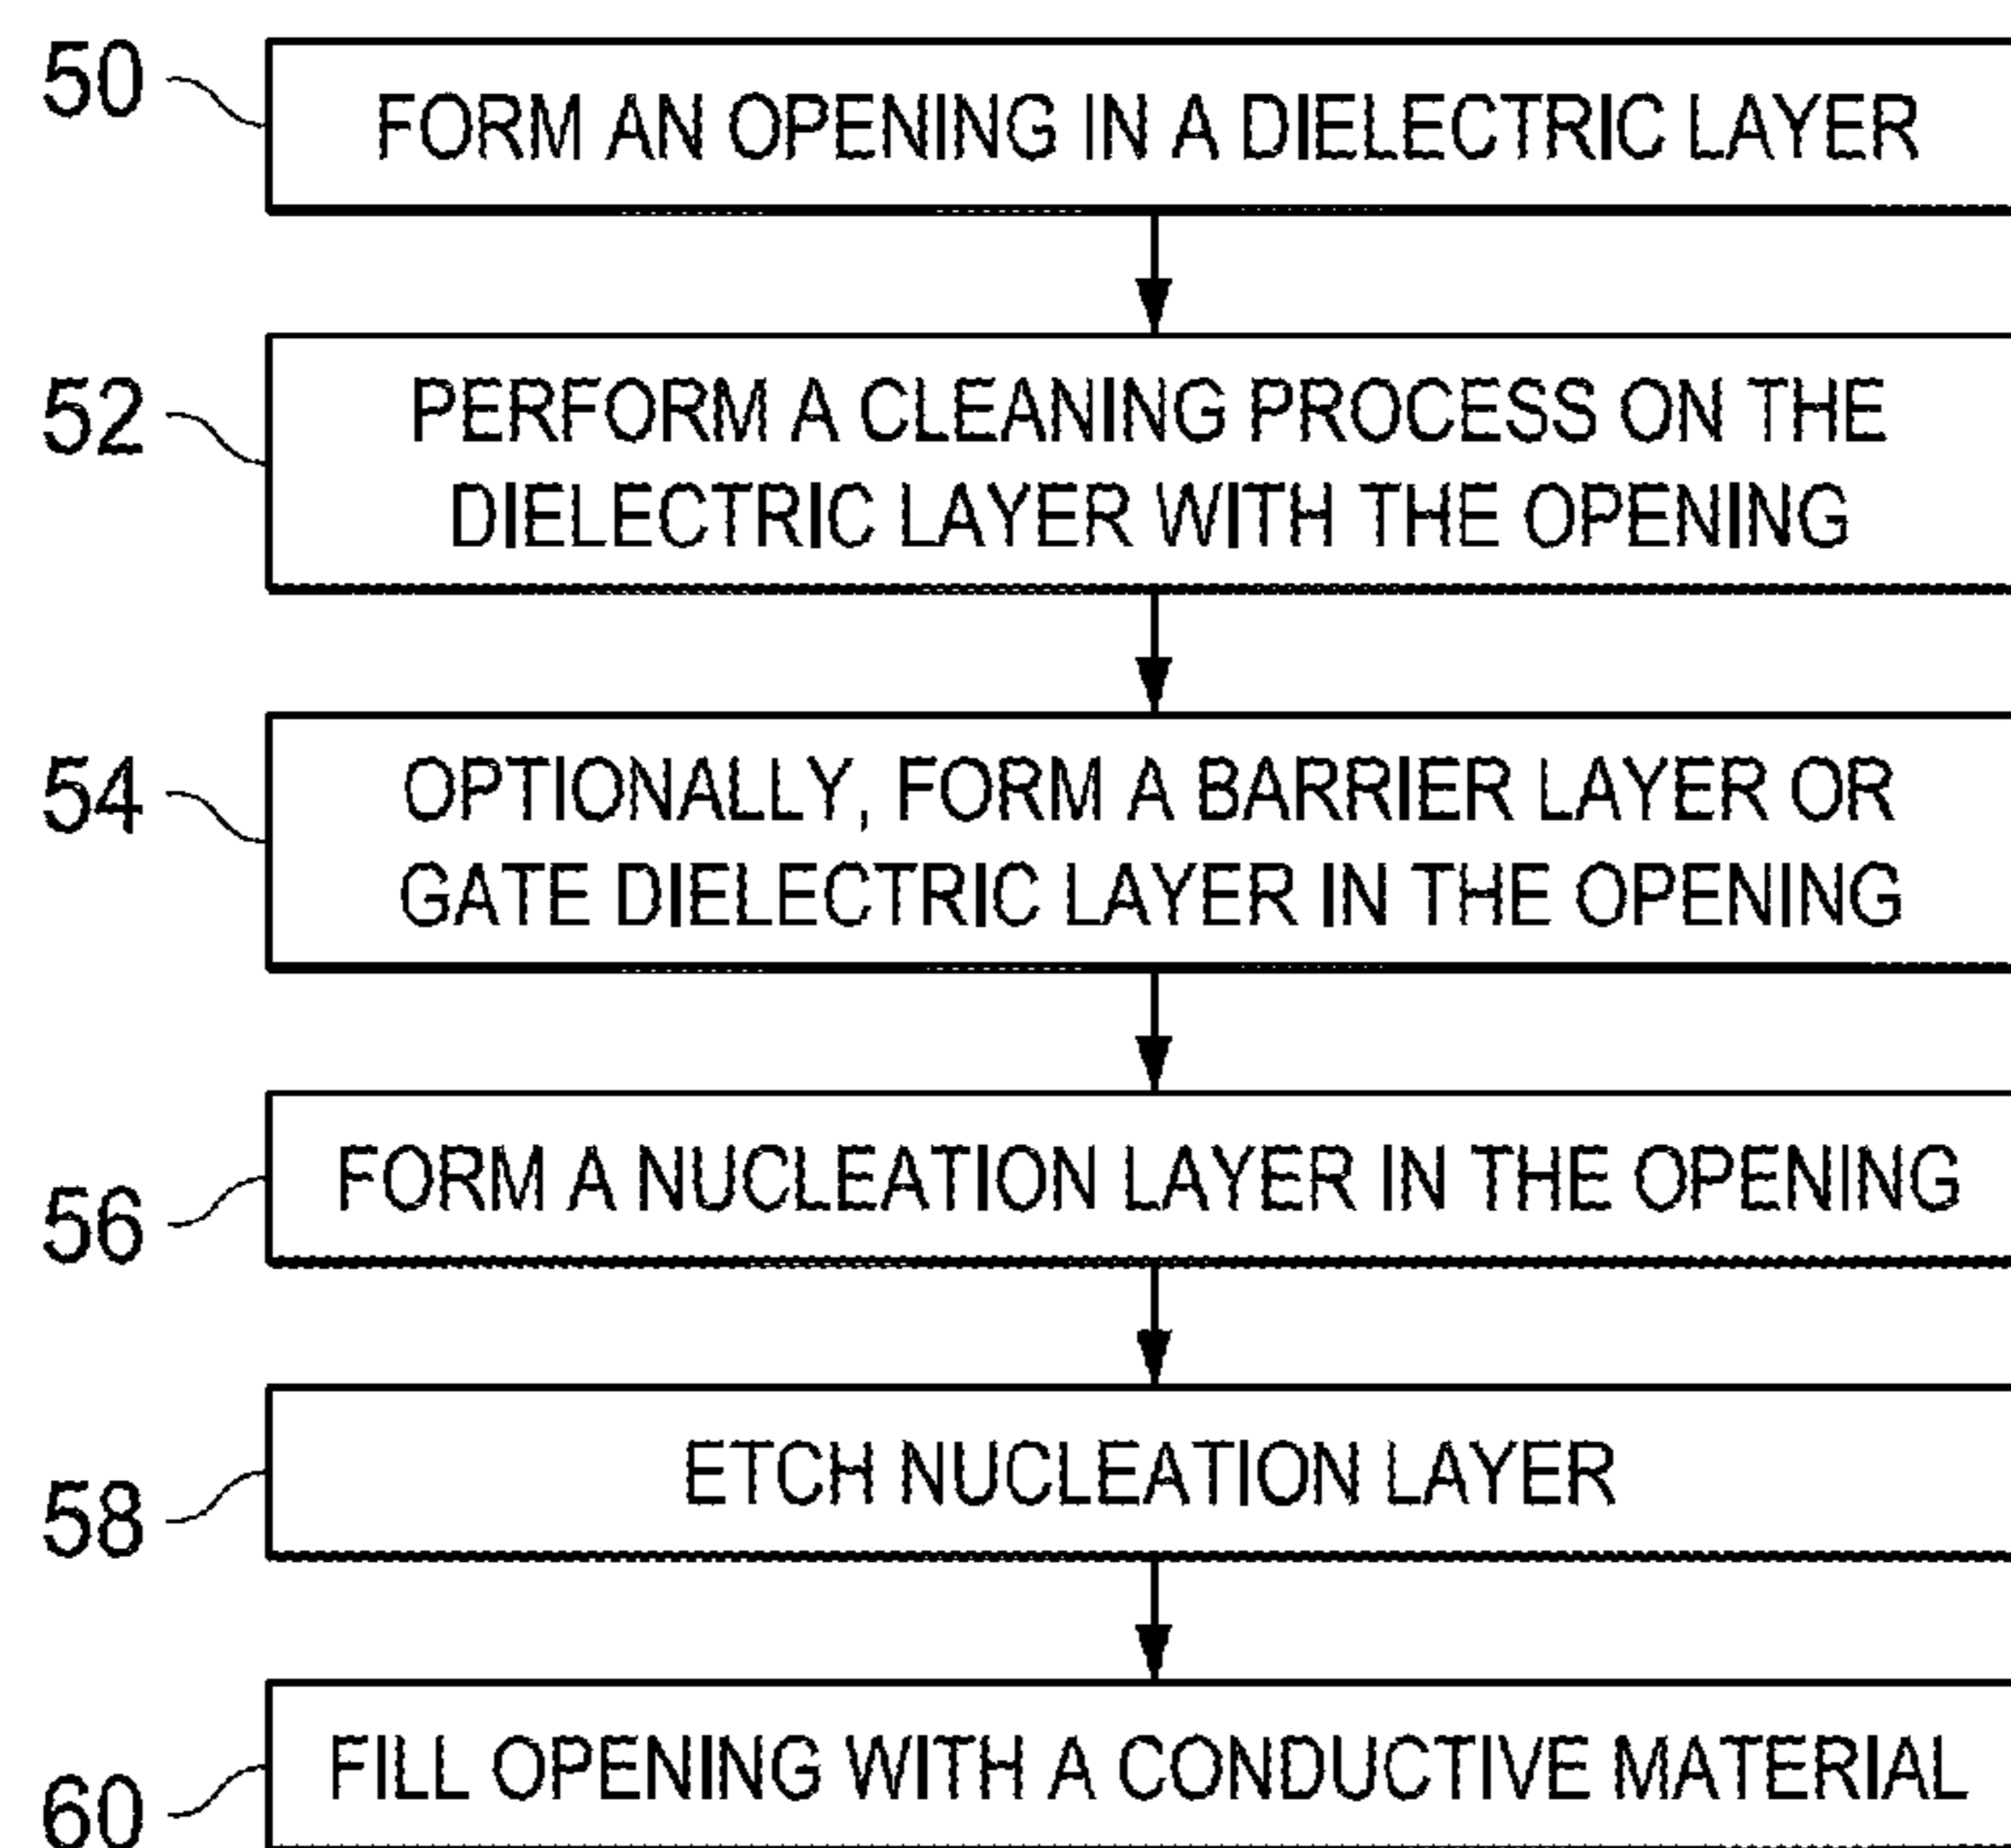 50
FORM AN OPENING IN A DIELECTRIC LAYER
52
PERFORM A CLEANING PROCESS ON THE
DIELECTRIC LAYER WITH THE OPENING
54
OPTIONALLY, FORM A BARRIER LAYER OR
GATE DIELECTRIC LAYER IN THE OPENING
56
FORM A NUCLEATION LAYER IN THE OPENING
58
ETCH NUCLEATION LAYER
60
FILL OPENING WITH A CONDUCTIVE MATERIAL